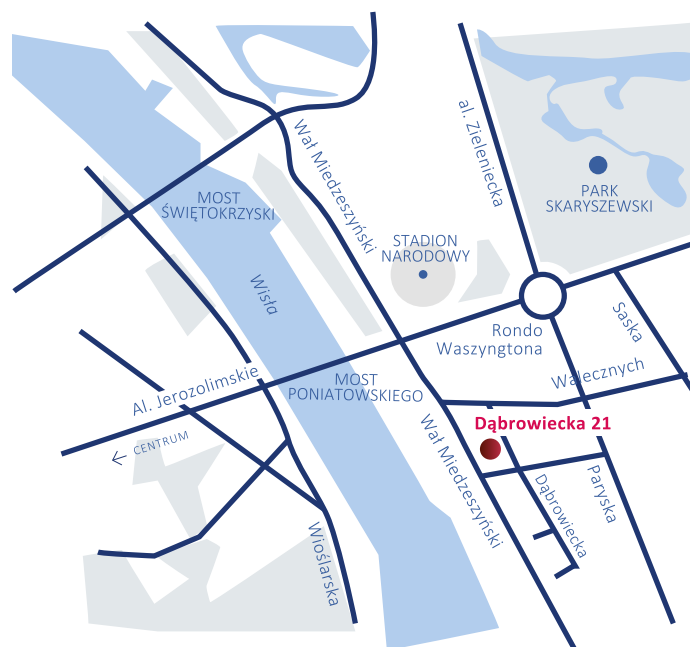 al. Zieleniecka
Wał Miedzeszyński
PARK
SKARYSZEWSKI
MOST
ŚWIĘTOKRZYSKI
STADION
NARODOWY
Wisła
Saska
Rondo
Waszyngtona
Walecznych
Al. Jerozolimskie
MOST
PONIATOWSKIEGO
CENTRUM
Dąbrowiecka 21
Wał Miedzeszyński
Dąbrowiecka
Paryska
Wioślarska